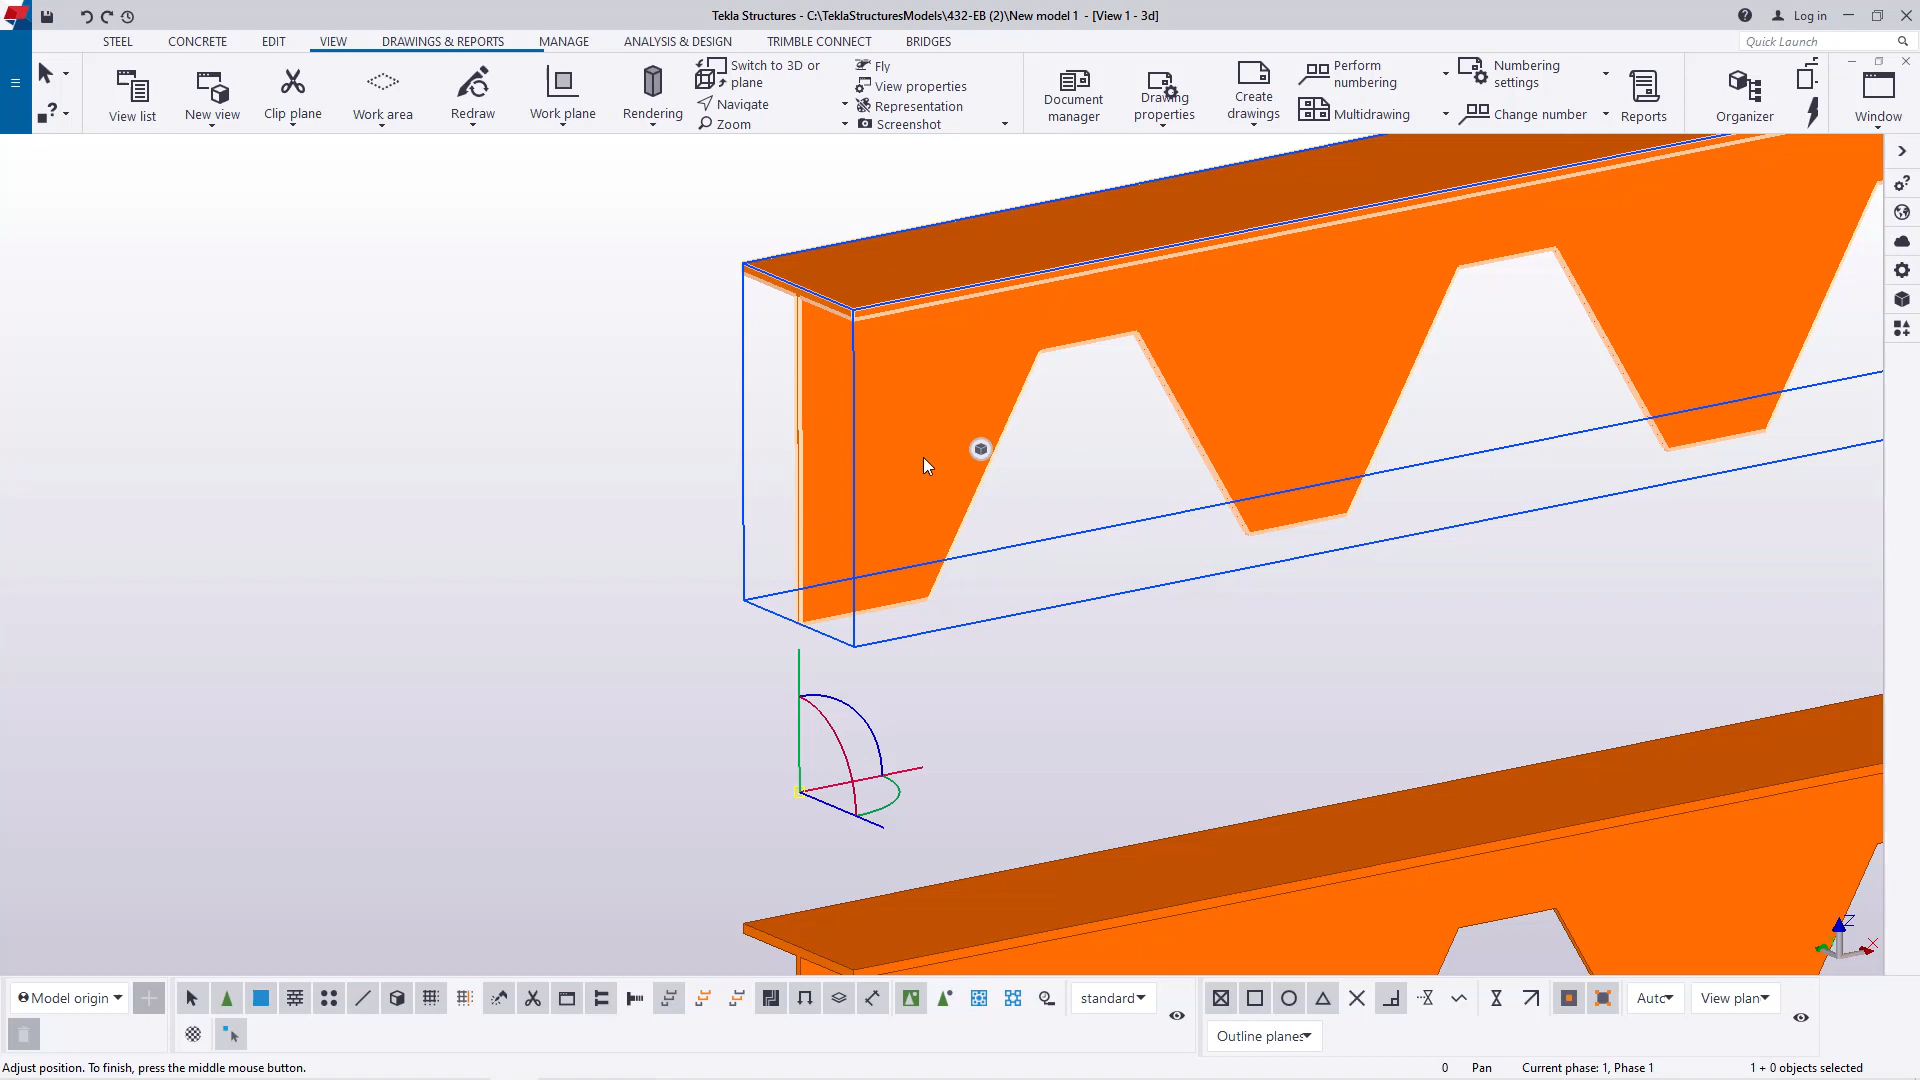 Tekla Structures - C:\TeklaStructuresModels\432-EB (2)\New model 1 - [View 1 - 3d]
Log in
STEEL CONCRETE EDIT VIEW DRAWINGS & REPORTS MANAGE ANALYSIS & DESIGN TRIMBLE CONNECT BRIDGES
Quick Launch
View list
New view
Clip plane
Work area
Redraw
Work plane
Rendering
Switch to 3D or
plane
Navigate
Zoom
Fly
View properties
Representation
Screenshot
Document
manager
Drawing
properties
Create
drawings
Perform
numbering
Multidrawing
Numbering
settings
Change number
Reports
Organizer
Window
Z
X
Model origin
standard
Auto
View plan
Outline planes
Adjust position. To finish, press the middle mouse button.
0 Pan Current phase: 1, Phase 1 1 + 0 objects selected